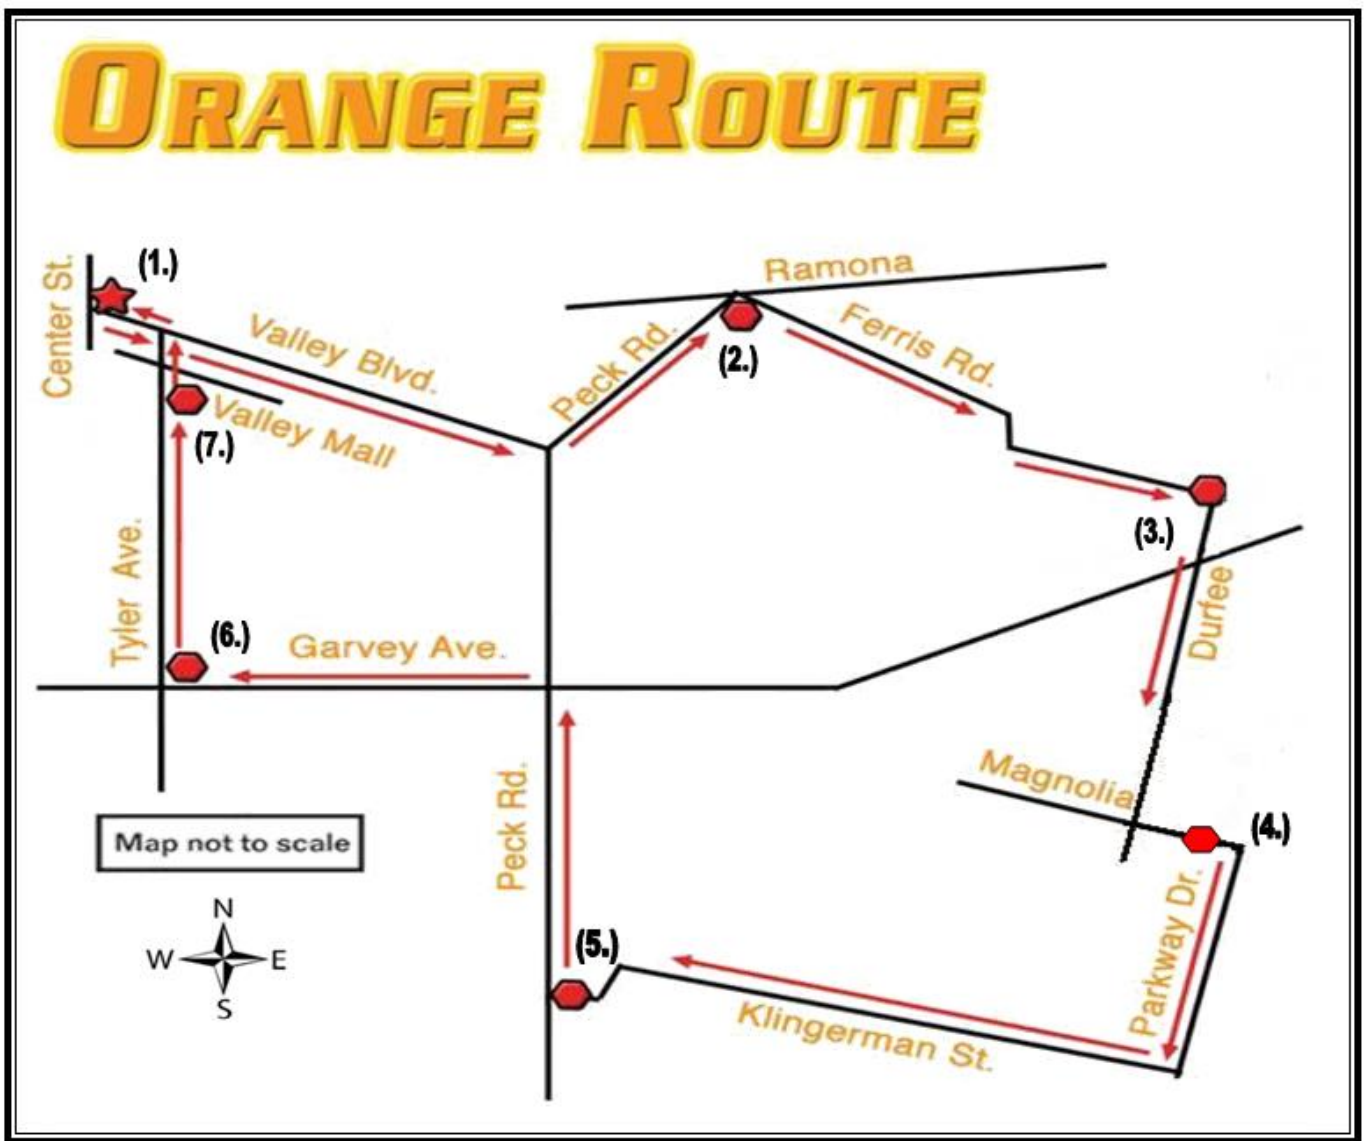 ORANGE ROUTE
Center St.
(1.)
Valley Blvd.
Peck Rd.
Ramona
(2.)
Ferris Rd.
Valley Mall
(7.)
(3.)
Tyler Ave.
(6.)
Garvey Ave.
Durfee
Magnolia
(4.)
Peck Rd.
Map not to scale
Parkway Dr.
N
W E
S
(5.)
Klingerman St.